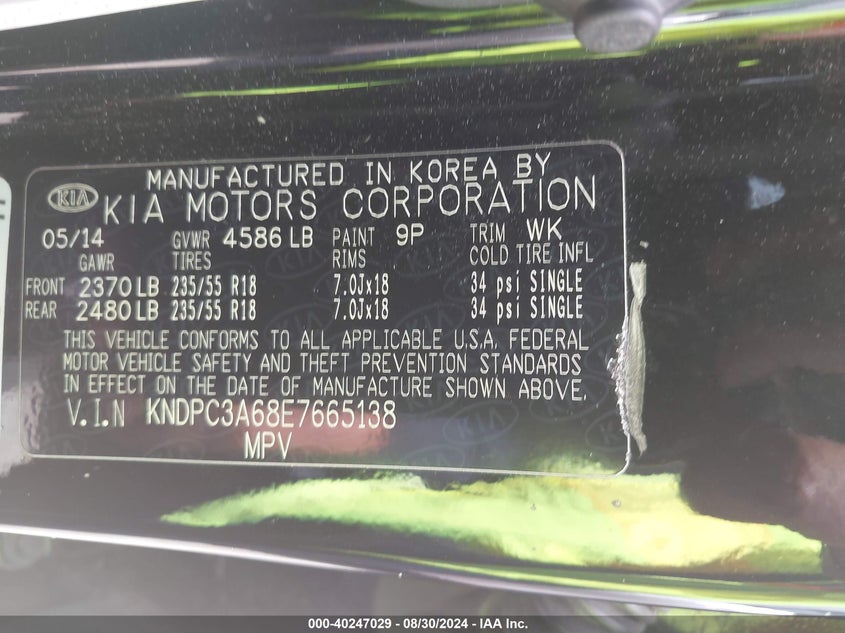 MANUFACTURED IN KOREA BY
KIA KIA MOTORS CORPORATION
05/14 GVWR 4586 LB PAINT 9P TRIM WK
GAWR TIRES RIMS COLD TIRE INFL
FRONT 2370 LB 235/55 R18 7.0Jx18 34 psi SINGLE
REAR 2480 LB 235/55 R18 7.0Jx18 34 psi SINGLE
THIS VEHICLE CONFORMS TO ALL APPLICABLE U.S.A. FEDERAL
MOTOR VEHICLE SAFETY AND THEFT PREVENTION STANDARDS
IN EFFECT ON THE DATE OF MANUFACTURE SHOWN ABOVE.
V.I.N KNDPC3A68E7665138
MPV
000-40247029 - 08/30/2024 - IAA Inc.